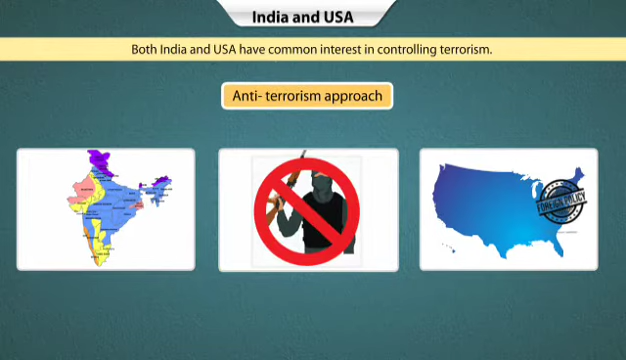 India and USA
Both India and USA have common interest in controlling terrorism.
Anti- terrorism approach
FOREIGN POLICY